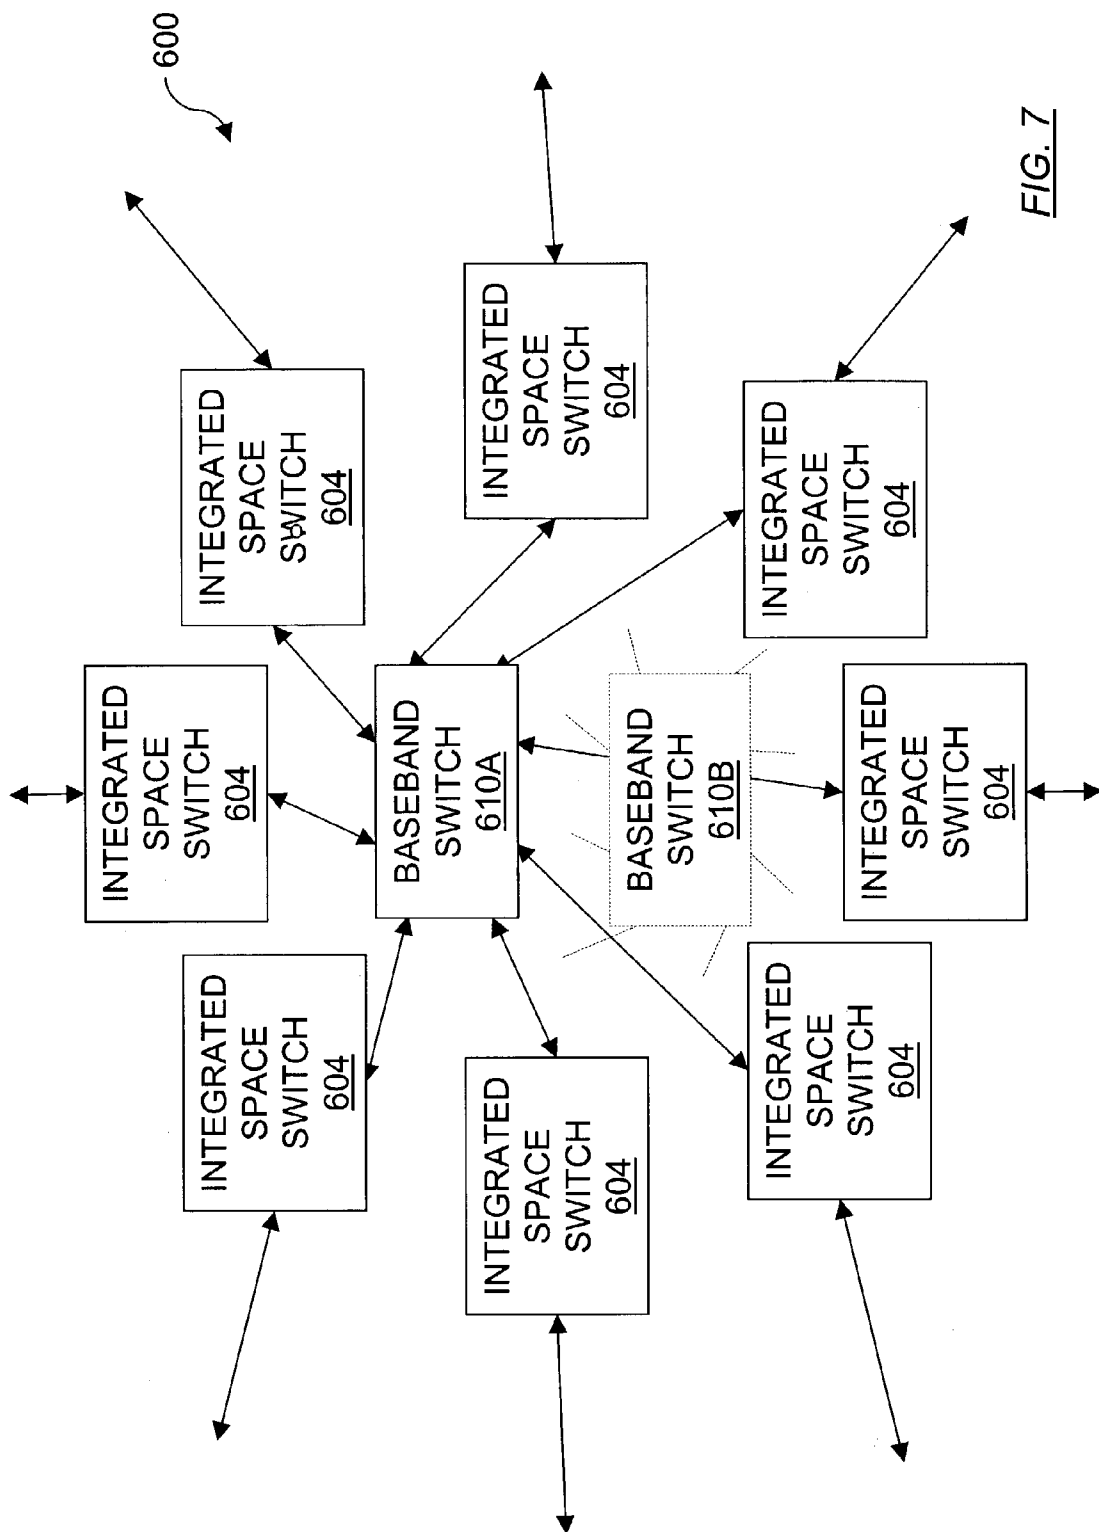 600
INTEGRATED
SPACE
SWITCH
604
INTEGRATED
SPACE
SWITCH
604
INTEGRATED
SPACE
SWITCH
604
INTEGRATED
SPACE
SWITCH
604
BASEBAND
SWITCH
610A
INTEGRATED
SPACE
SWITCH
604
INTEGRATED
SPACE
SWITCH
604
BASEBAND
SWITCH
610B
INTEGRATED
SPACE
SWITCH
604
INTEGRATED
SPACE
SWITCH
604
FIG. 7